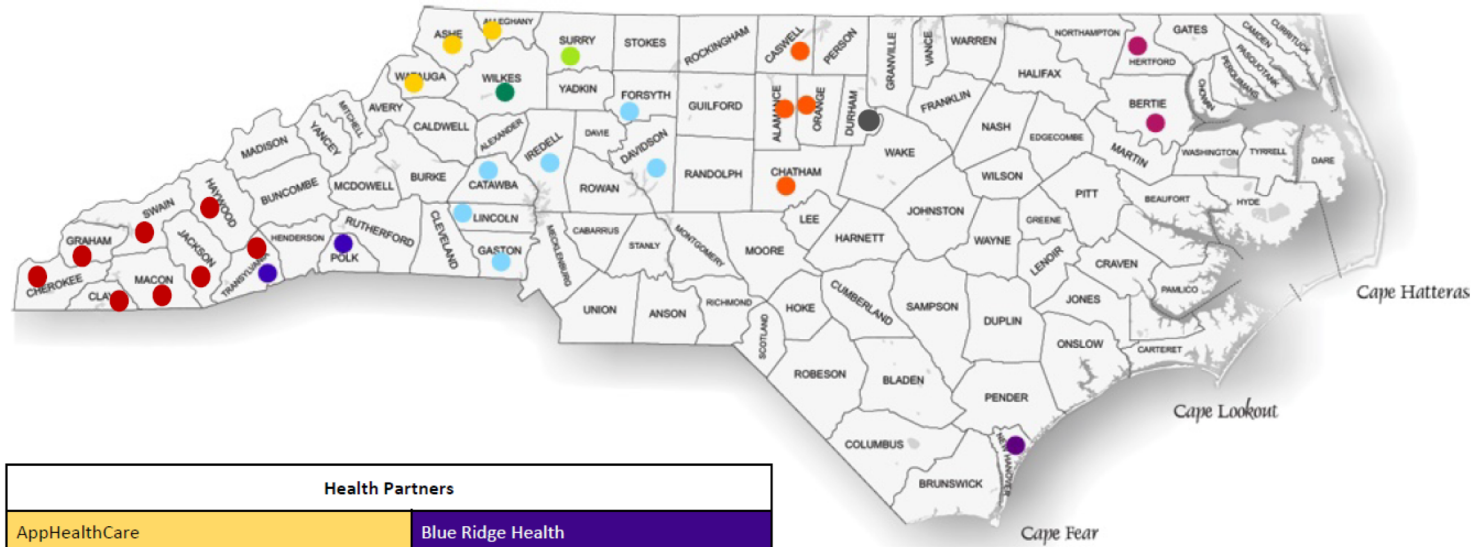 ALLEGHANY
ASHE
SURRY
STOKES
ROCKINGHAM
CASWELL
PERSON
GRANVILLE
VANCE
WARREN
NORTHAMPTON
GATES
CAMDEN
CURRITUCK
PASQUOTANK
PERQUIMANS
HERTFORD
CHOWAN
HALIFAX
WATAUGA
WILKES
YADKIN
FORSYTH
GUILFORD
ALAMANCE
ORANGE
DURHAM
FRANKLIN
BERTIE
MITCHELL
AVERY
YANCEY
CALDWELL
ALEXANDER
IREDELL
DAVIE
DAVIDSON
NASH
EDGECOMBE
MARTIN
WASHINGTON
TYRRELL
DARE
MADISON
BUNCOMBE
MCDOWELL
BURKE
CATAWBA
ROWAN
RANDOLPH
CHATHAM
WAKE
WILSON
PITT
BEAUFORT
HYDE
HAYWOOD
SWAIN
RUTHERFORD
CLEVELAND
LINCOLN
LEE
JOHNSTON
GREENE
GRAHAM
JACKSON
HENDERSON
POLK
GASTON
MECKLENBURG
CABARRUS
STANLY
MONTGOMERY
MOORE
HARNETT
WAYNE
LENOIR
CRAVEN
PAMLICO
CHEROKEE
CLAY
MACON
TRANSYLVANIA
UNION
ANSON
RICHMOND
SCOTLAND
HOKE
CUMBERLAND
SAMPSON
DUPLIN
JONES
ONSLOW
CARTERET
Cape Hatteras
ROBESON
BLADEN
PENDER
Cape Lookout
COLUMBUS
NEW HANOVER
BRUNSWICK
Cape Fear
Health Partners
AppHealthCare
Blue Ridge Health